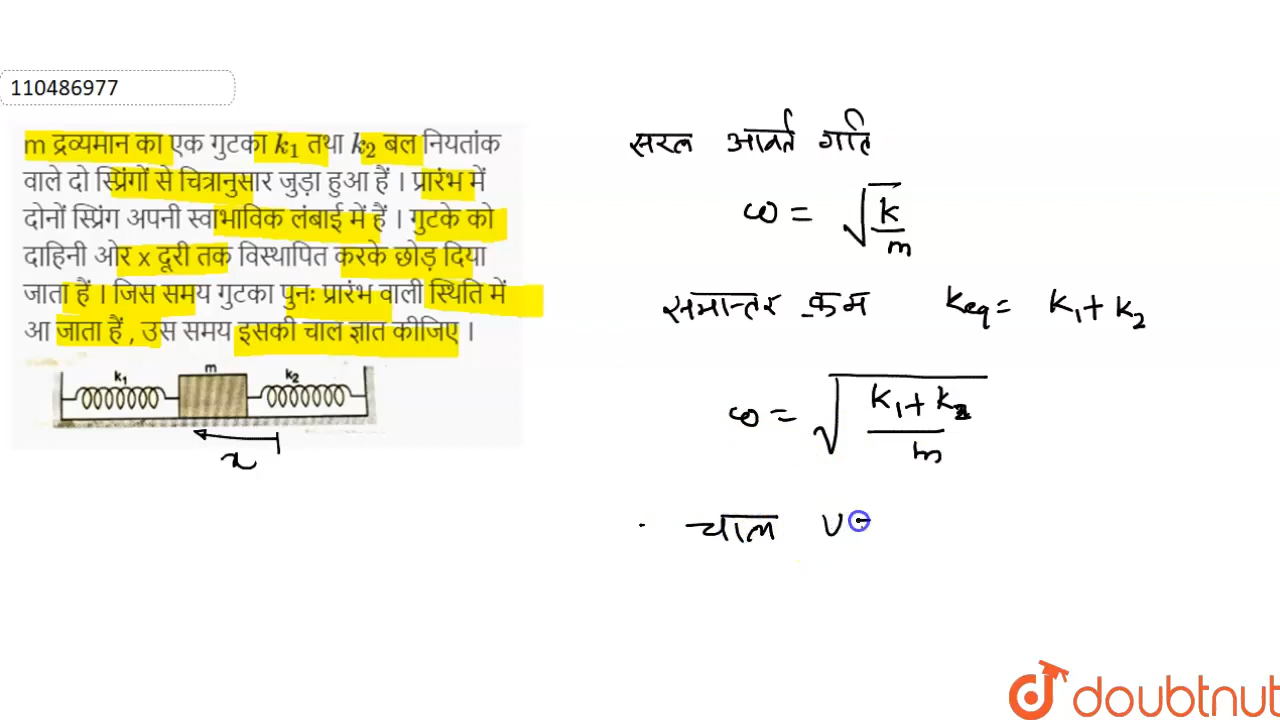 110486977
m द्रव्यमान का एक गुटका k₁ तथा k₂ बल नियतांक
वाले दो स्प्रिंगों से चित्रानुसार जुड़ा हुआ हैं । प्रारंभ में
दोनों स्प्रिंग अपनी स्वाभाविक लंबाई में हैं । गुटके को
दाहिनी ओर x दूरी तक विस्थापित करके छोड़ दिया
जाता हैं । जिस समय गुटका पुनः प्रारंभ वाली स्थिति में
आ जाता हैं , उस समय इसकी चाल ज्ञात कीजिए ।
k₁ m k₂
x
सरल आवर्त गति
ω = √(k/m)
समान्तर क्रम keq = k₁ + k₂
ω = √((k₁ + k₂)/m)
चाल v =
doubtnut